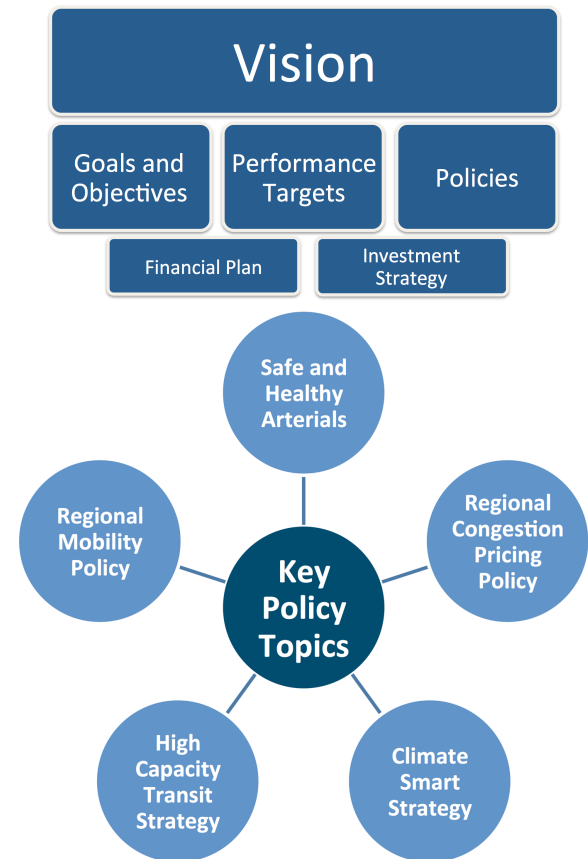 Vision
Goals and
Objectives
Performance
Targets
Policies
Financial Plan
Investment
Strategy
Safe and
Healthy
Arterials
Regional
Mobility
Policy
Regional
Congestion
Pricing
Policy
Key
Policy
Topics
High
Capacity
Transit
Strategy
Climate
Smart
Strategy